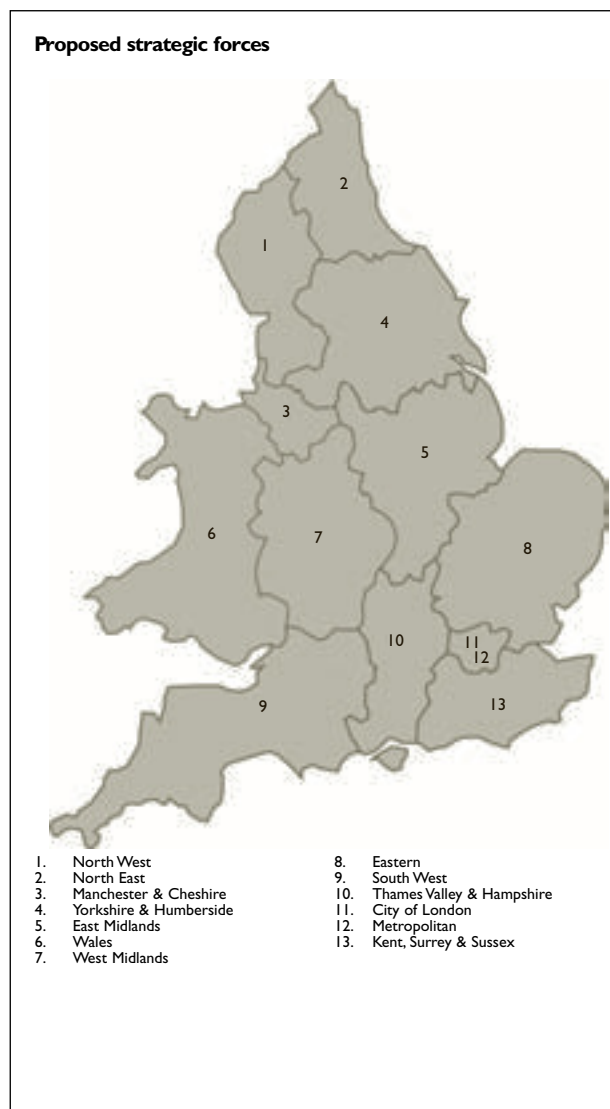 Proposed strategic forces
2
1
4
3
5
6
7
8
10
11
12
9
13
1. North West
2. North East
3. Manchester & Cheshire
4. Yorkshire & Humberside
5. East Midlands
6. Wales
7. West Midlands
8. Eastern
9. South West
10. Thames Valley & Hampshire
11. City of London
12. Metropolitan
13. Kent, Surrey & Sussex